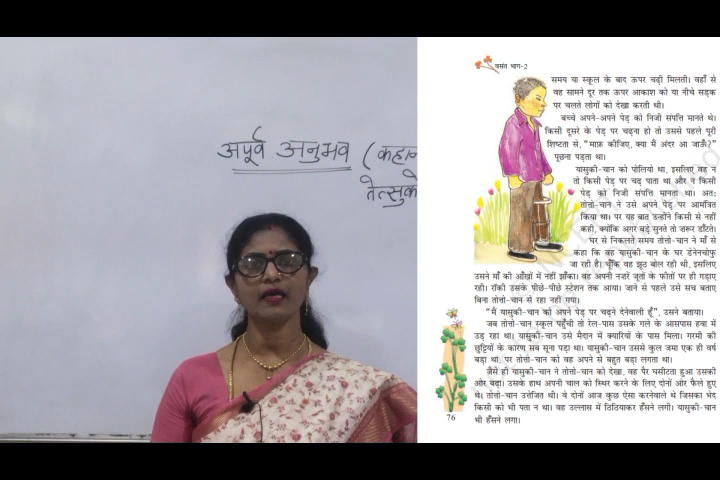 अपूर्व अनुभव (कहान
तेत्सुको
वसंत भाग-2
समय या स्कूल के बाद ऊपर चढ़ी मिलती। वहाँ से
वह सामने दूर तक ऊपर आकाश को या नीचे सड़क
पर चलते लोगों को देखा करती थी।
बच्चे अपने-अपने पेड़ को निजी संपत्ति मानते थे।
किसी दूसरे के पेड़ पर चढ़ना हो तो उससे पहले पूरी
शिष्टता से, “माफ़ कीजिए, क्या मैं अंदर आ जाऊँ?”
पूछना पड़ता था।
यासुकी-चान को पोलियो था, इसलिए वह न
तो किसी पेड़ पर चढ़ पाता था और न किसी
पेड़ को निजी संपत्ति मानता था। अतः
तोत्तो-चान ने उसे अपने पेड़ पर आमंत्रित
किया था। पर यह बात उन्होंने किसी से नहीं
कही, क्योंकि अगर बड़े सुनते तो ज़रूर डाँटते।
घर से निकलते समय तोत्तो-चान ने माँ से
कहा कि वह यासुकी-चान के घर डेनेनचोफु
जा रही है। चूँकि वह झूठ बोल रही थी, इसलिए
उसने माँ की आँखों में नहीं झाँका। वह अपनी नज़रें जूतों के फीतों पर ही गड़ाए
रही। रॉकी उसके पीछे-पीछे स्टेशन तक आया। जाने से पहले उसे सच बताए
बिना तोत्तो-चान से रहा नहीं गया।
“मैं यासुकी-चान को अपने पेड़ पर चढ़ने देनेवाली हूँ”, उसने बताया।
जब तोत्तो-चान स्कूल पहुँची तो रेल-पास उसके गले के आसपास हवा में
उड़ रहा था। यासुकी-चान उसे मैदान में क्यारियों के पास मिला। गरमी की
छुट्टियों के कारण सब सूना पड़ा था। यासुकी-चान उससे कुल जमा एक ही वर्ष
बड़ा था, पर तोत्तो-चान को वह अपने से बहुत बड़ा लगता था।
जैसे ही यासुकी-चान ने तोत्तो-चान को देखा, वह पैर घसीटता हुआ उसकी
ओर बढ़ा। उसके हाथ अपनी चाल को स्थिर करने के लिए दोनों ओर फैले हुए
थे। तोत्तो-चान उत्तेजित थी। वे दोनों आज कुछ ऐसा करनेवाले थे जिसका भेद
किसी को भी पता न था। वह उल्लास में ठिठियाकर हँसने लगी। यासुकी-चान
भी हँसने लगा।
76